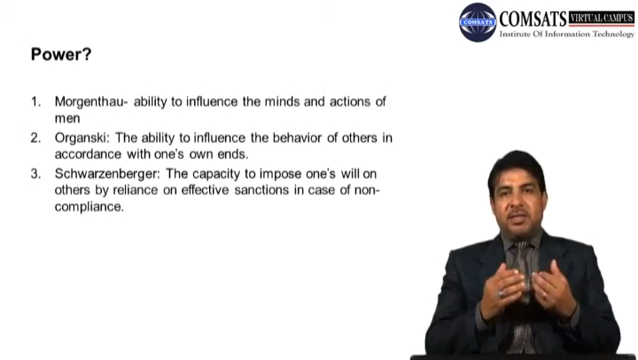 COMSATS VIRTUAL CAMPUS
Institute Of Information Technology
Power?
1. Morgenthau- ability to influence the minds and actions of
men
2. Organski: The ability to influence the behavior of others in
accordance with one's own ends.
3. Schwarzenberger: The capacity to impose one's will on
others by reliance on effective sanctions in case of non-
compliance.